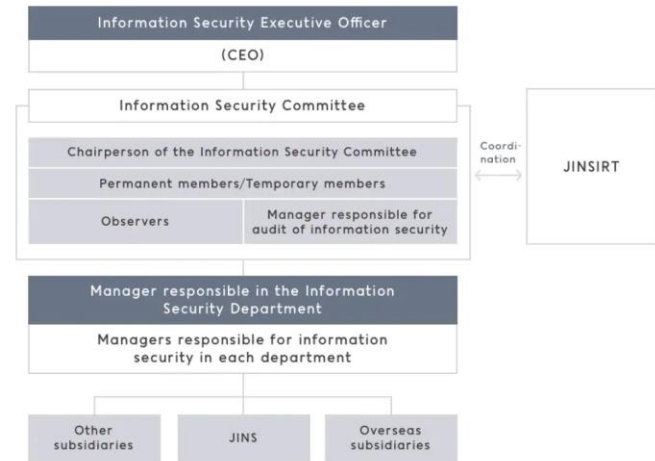 Information Security Executive Officer
(CEO)
Information Security Committee
Chairperson of the Information Security Committee
Permanent members/Temporary members
Observers
Manager responsible for
audit of information security
Coordi-
nation
JINSIRT
Manager responsible in the Information
Security Department
Managers responsible for information
security in each department
Other
subsidiaries
JINS
Overseas
subsidiaries